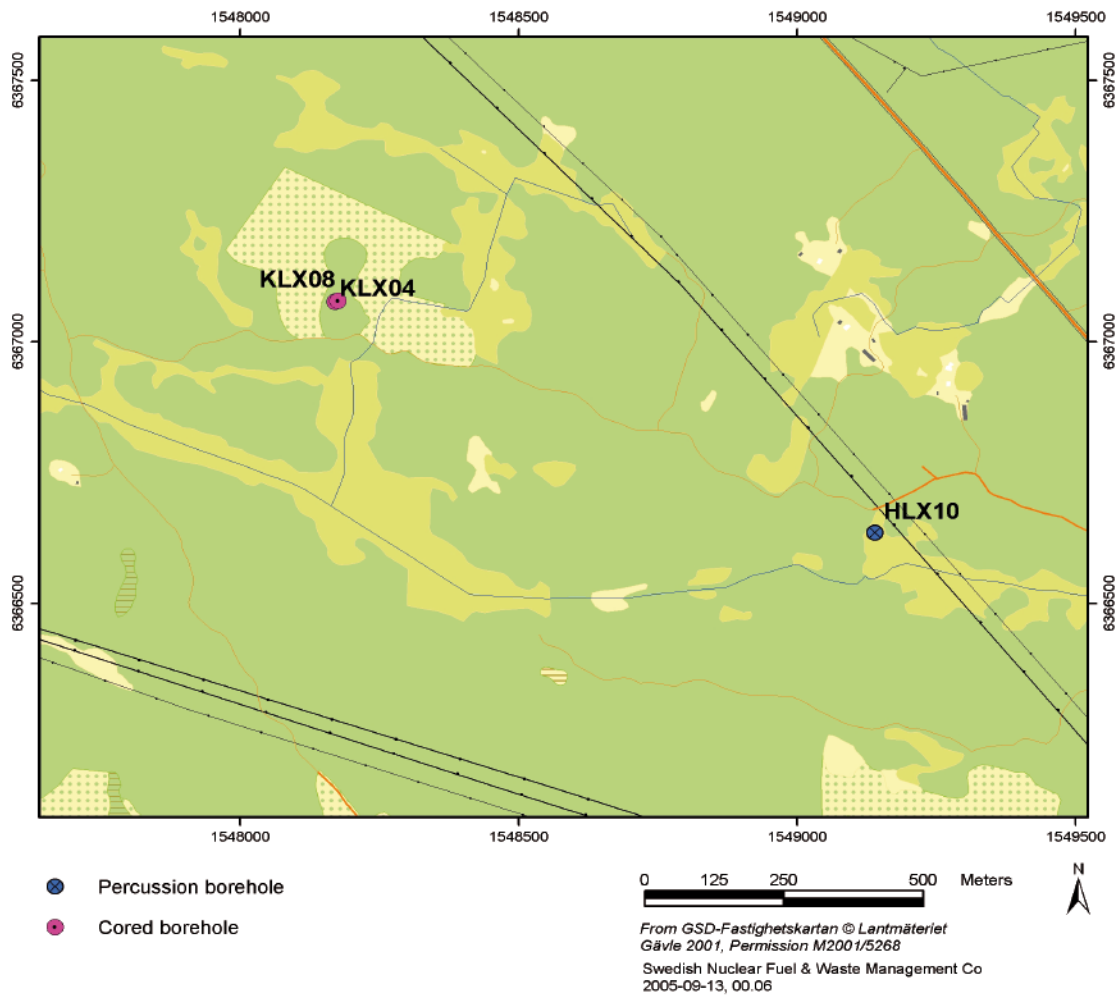 1548000 1548500 1549000 1549500
6367500 6367500
KLX08 KLX04
6367000 6367000
HLX10
6366500 6366500
1548000 1548500 1549000 1549500
Percussion borehole
Cored borehole
0 125 250 500 Meters
N
From GSD-Fastighetskartan © Lantmäteriet
Gävle 2001, Permission M2001/5268
Swedish Nuclear Fuel & Waste Management Co
2005-09-13, 00.06